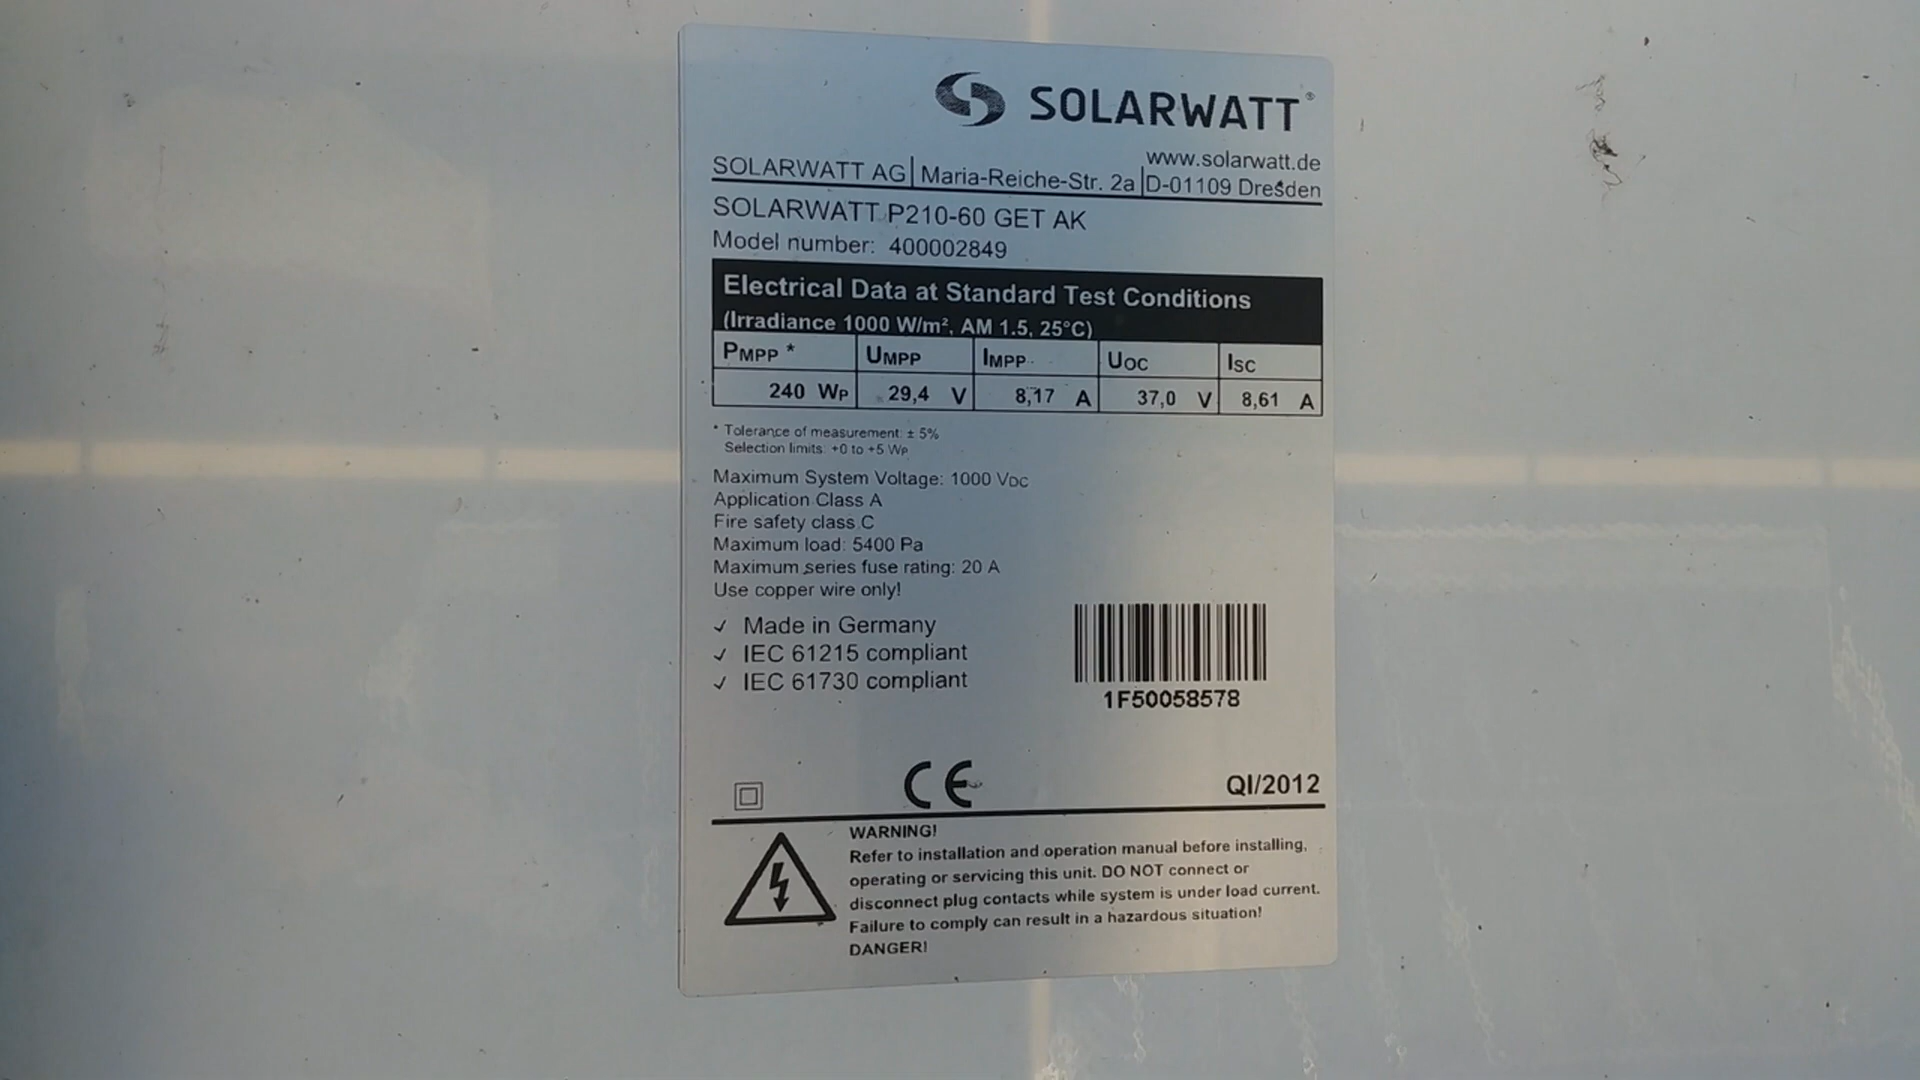 SOLARWATT®
www.solarwatt.de
SOLARWATT AG | Maria-Reiche-Str. 2a | D-01109 Dresden
SOLARWATT P210-60 GET AK
Model number: 400002849
Electrical Data at Standard Test Conditions
(Irradiance 1000 W/m², AM 1.5, 25°C)
PMPP * UMPP IMPP UOC ISC
240 WP 29,4 V 8,17 A 37,0 V 8,61 A
* Tolerance of measurement: ± 5%
Selection limits: +0 to +5 WP
Maximum System Voltage: 1000 VDC
Application Class A
Fire safety class C
Maximum load: 5400 Pa
Maximum series fuse rating: 20 A
Use copper wire only!
✓ Made in Germany
✓ IEC 61215 compliant
✓ IEC 61730 compliant
1F50058578
CE
QI/2012
WARNING!
Refer to installation and operation manual before installing,
operating or servicing this unit. DO NOT connect or
disconnect plug contacts while system is under load current.
Failure to comply can result in a hazardous situation!
DANGER!